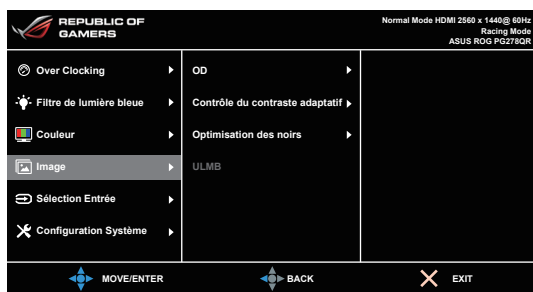 REPUBLIC OF
GAMERS
Normal Mode HDMI 2560 x 1440@ 60Hz
Racing Mode
ASUS ROG PG278QR
Over Clocking
OD
Filtre de lumière bleue
Contrôle du contraste adaptatif
Couleur
Optimisation des noirs
Image
ULMB
Sélection Entrée
Configuration Système
MOVE/ENTER
BACK
EXIT